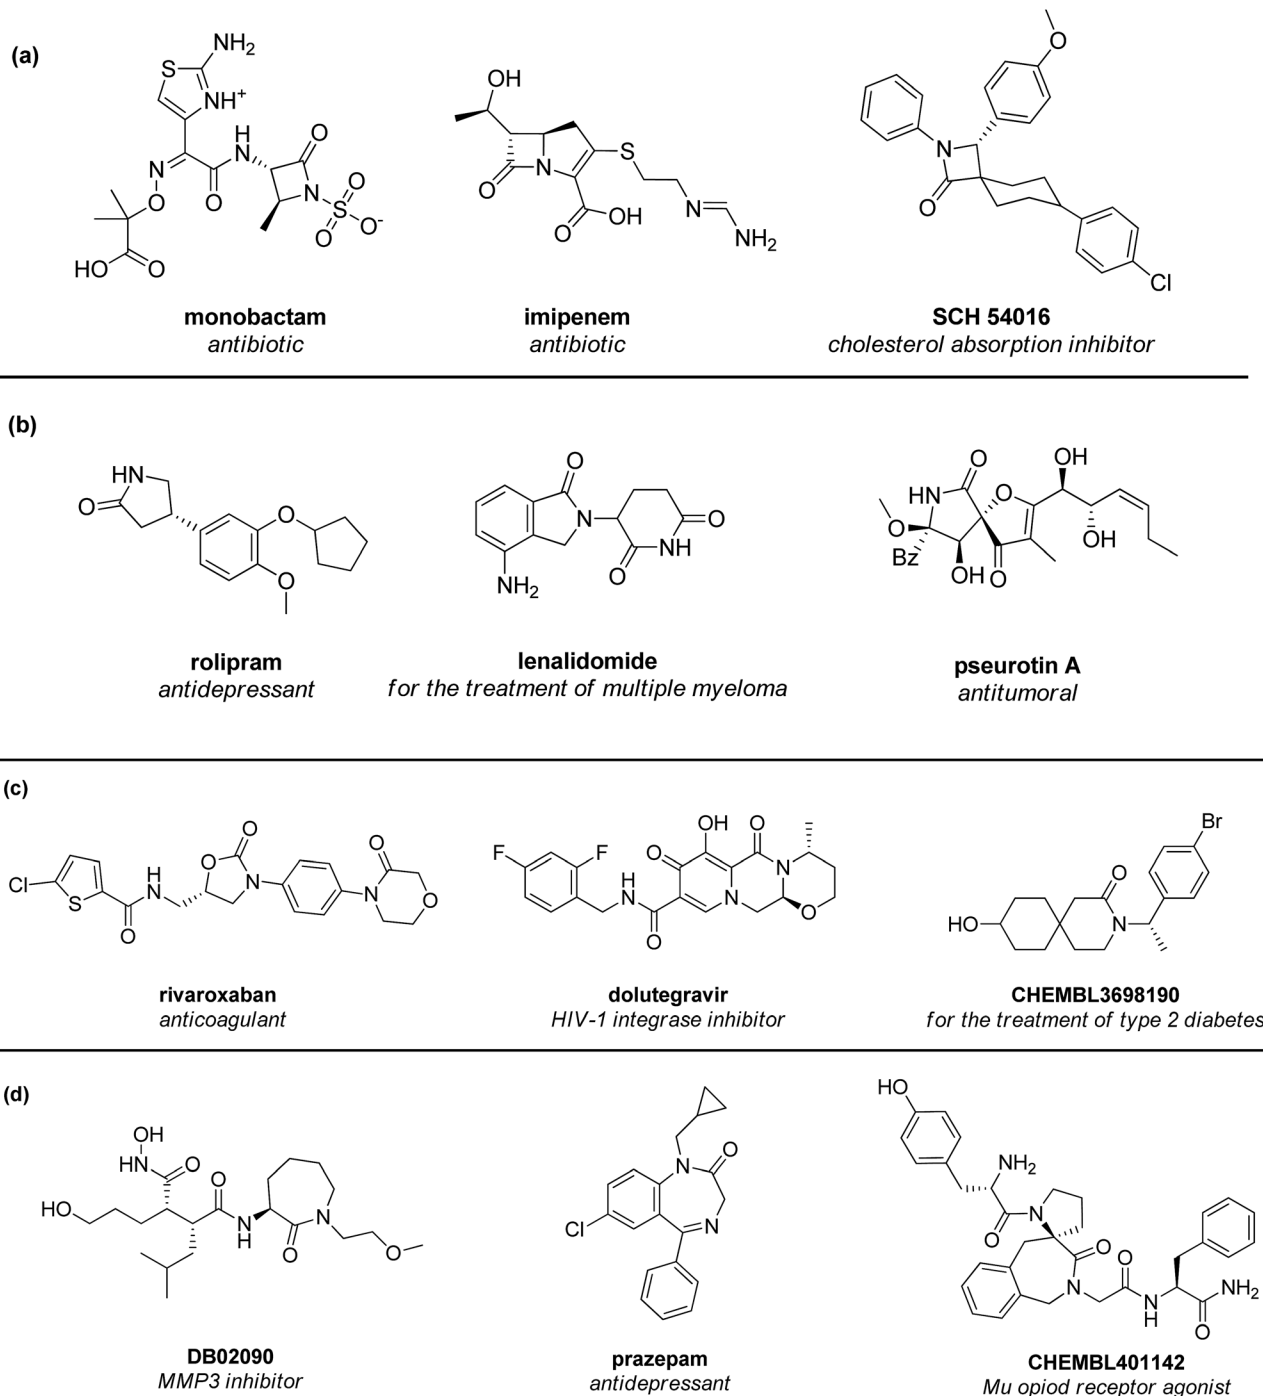 (a)
NH2
S
NH+
H
N
O
N
O
N
O
S
O
O-
O
HO
O
monobactam
antibiotic
OH
O
N
S
O
OH
N
NH2
imipenem
antibiotic
O
N
O
Cl
SCH 54016
cholesterol absorption inhibitor
(b)
HN
O
O
O
rolipram
antidepressant
O
N
O
O
NH
NH2
lenalidomide
for the treatment of multiple myeloma
O
OH
HN
O
O
Bz
OH
O
OH
pseurotin A
antitumoral
(c)
Cl
S
O
H
N
O
O
N
O
N
O
rivaroxaban
anticoagulant
F
F
H
N
O
O
OH
O
N
N
O
dolutegravir
HIV-1 integrase inhibitor
HO
O
N
Br
CHEMBL3698190
for the treatment of type 2 diabetes
(d)
OH
HN
O
HO
O
N
H
O
N
O
DB02090
MMP3 inhibitor
N
O
N
Cl
prazepam
antidepressant
HO
NH2
O
N
O
N
O
N
H
NH2
O
CHEMBL401142
Mu opiod receptor agonist